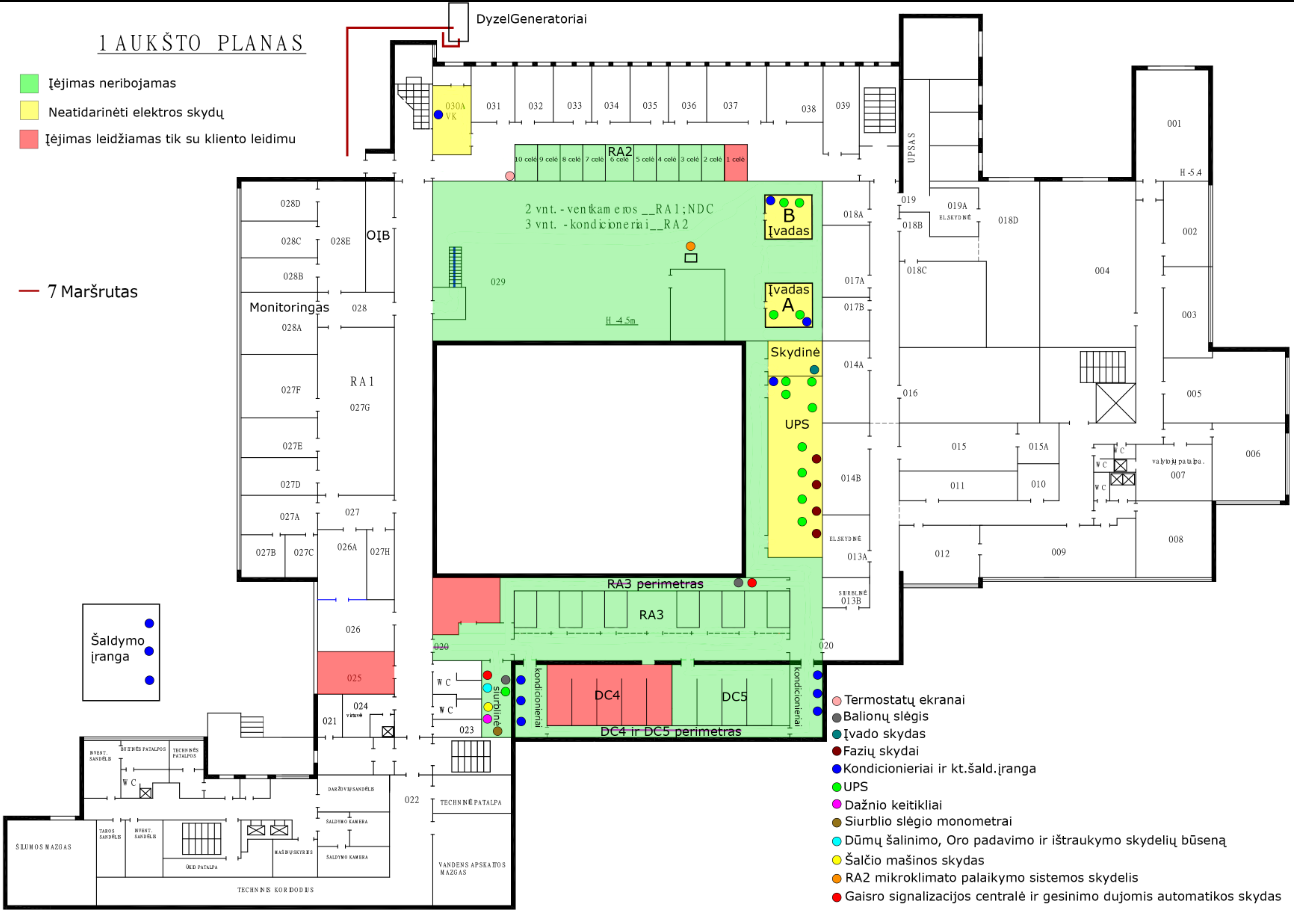 DyzelGeneratoriai
1 AUKŠTO PLANAS
Įėjimas neribojamas
Neatidarinėti elektros skydų
Įėjimas leidžiamas tik su kliento leidimu
7 Maršrutas
030A
VK
031
032
033
034
035
036
037
038
039
RA2
10 celė
9 celė
8 celė
7 celė
6 celė
5 celė
4 celė
3 celė
2 celė
1 celė
2 vnt. - ventkameros __RA1;NDC
3 vnt. - kondicionieriai__RA2
029
H -4.5m
B
Įvadas
Įvadas
A
Skydinė
UPS
028D
028C
028B
028E
OĮB
Monitoringas
028
028A
RA1
027G
027F
027E
027D
027A
027
027B
027C
026A
027H
026
025
UPSAS
019
019A
EL.SKYDINĖ
018A
018B
018C
018D
017A
017B
014A
016
014B
EL.SKYDINĖ
013A
SIURBLINĖ
013B
001
H -5.4
002
003
004
005
006
valytojų patalpa.
007
008
015
015A
WC
WC
011
010
012
009
RA3 perimetras
RA3
020
020
Šaldymo
įranga
WC
WC
siurblinė
kondicionieriai
DC4
DC5
kondicionieriai
DC4 ir DC5 perimetras
021
024
virtuvė
023
022
INVENT.
SANDĖLIS
BUITINĖS PATALPOS
TECHNINĖS
PATALPOS
WC
DARŽOVIŲ SANDĖLIS
ŠALDYMO KAMERA
ŠALDYMO KAMERA
TECHNINĖ PATALPA
ŠILUMOS MAZGAS
TAROS
SANDĖLIS
INVENT.
SANDĖLIS
ŪKIO PATALPA
VANDENS APSKAITOS
MAZGAS
TECHNINIS KORIDORIUS
Termostatų ekranai
Balionų slėgis
Įvado skydas
Fazių skydai
Kondicionieriai ir kt.šald.įranga
UPS
Dažnio keitikliai
Siurblio slėgio monometrai
Dūmų šalinimo, Oro padavimo ir ištraukymo skydelių būseną
Šalčio mašinos skydas
RA2 mikroklimato palaikymo sistemos skydelis
Gaisro signalizacijos centralė ir gesinimo dujomis automatikos skydas